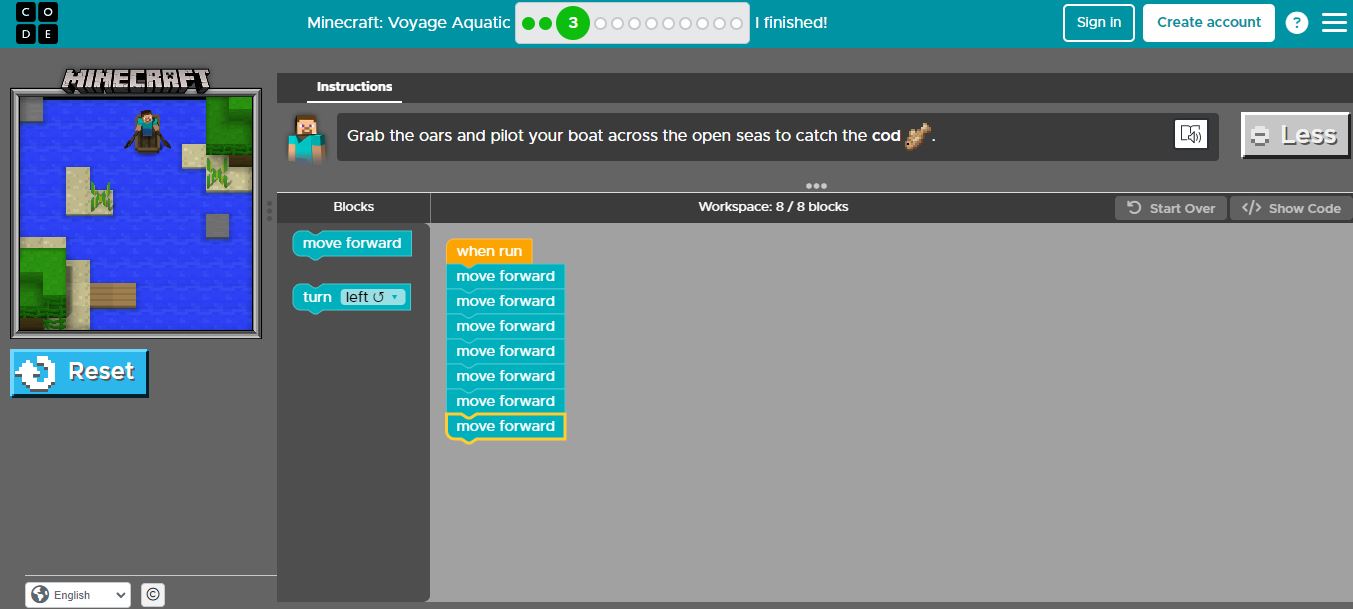 CODE
Minecraft: Voyage Aquatic
3
I finished!
Sign in
Create account
?
MINECRAFT
Instructions
Grab the oars and pilot your boat across the open seas to catch the cod .
Less
Blocks
Workspace: 8 / 8 blocks
Start Over
</> Show Code
move forward
turn left ↺
when run
move forward
move forward
move forward
move forward
move forward
move forward
move forward
Reset
English
©